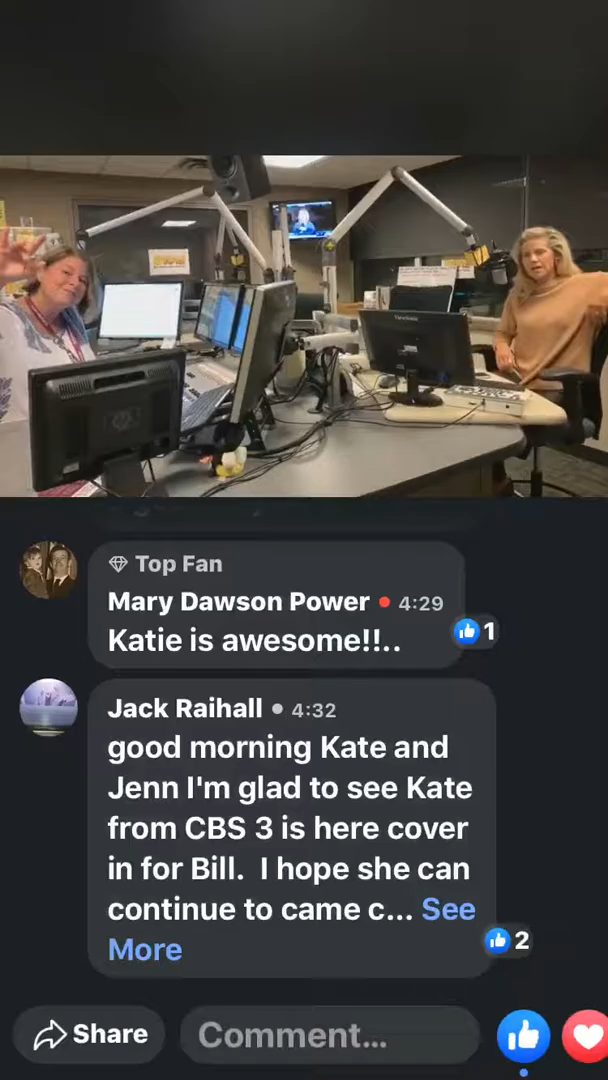 ViewSonic
hp
Top Fan
Mary Dawson Power • 4:29
Katie is awesome!!..
1
Jack Raihall • 4:32
good morning Kate and
Jenn I'm glad to see Kate
from CBS 3 is here cover
in for Bill.  I hope she can
continue to came c... See
More
2
Share
Comment...